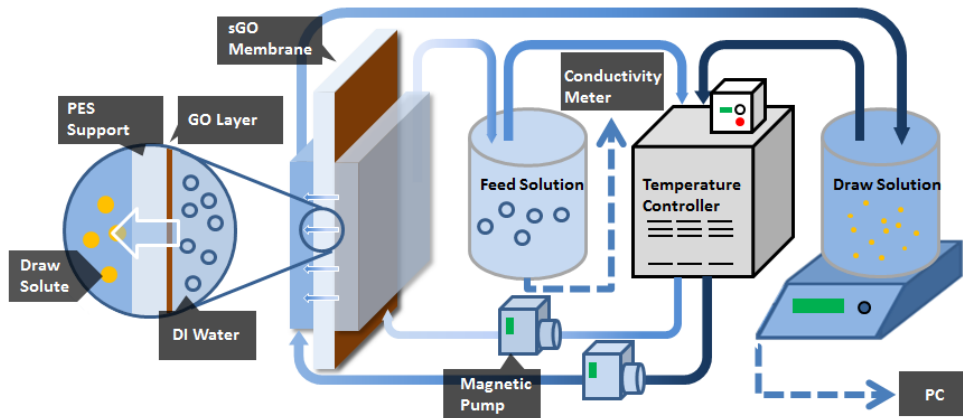 sGO
Membrane
PES
Support
GO Layer
Conductivity
Meter
Feed Solution
Temperature
Controller
Draw Solution
Draw
Solute
DI Water
Magnetic
Pump
PC